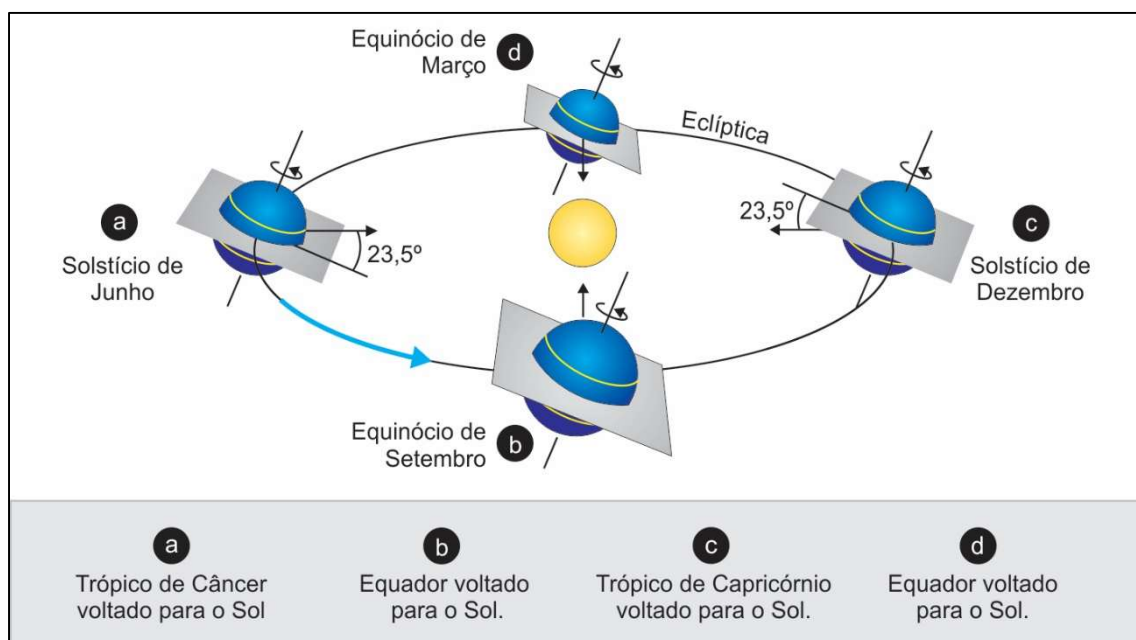 Equinócio de
Março
d
Eclíptica
a
Solstício de
Junho
23,5º
23,5º
c
Solstício de
Dezembro
Equinócio de
Setembro
b
a
Trópico de Câncer
voltado para o Sol
b
Equador voltado
para o Sol.
c
Trópico de Capricórnio
voltado para o Sol.
d
Equador voltado
para o Sol.